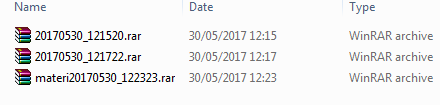 Name Date Type
20170530_121520.rar 30/05/2017 12:15 WinRAR archive
20170530_121722.rar 30/05/2017 12:17 WinRAR archive
materi20170530_122323.rar 30/05/2017 12:23 WinRAR archive